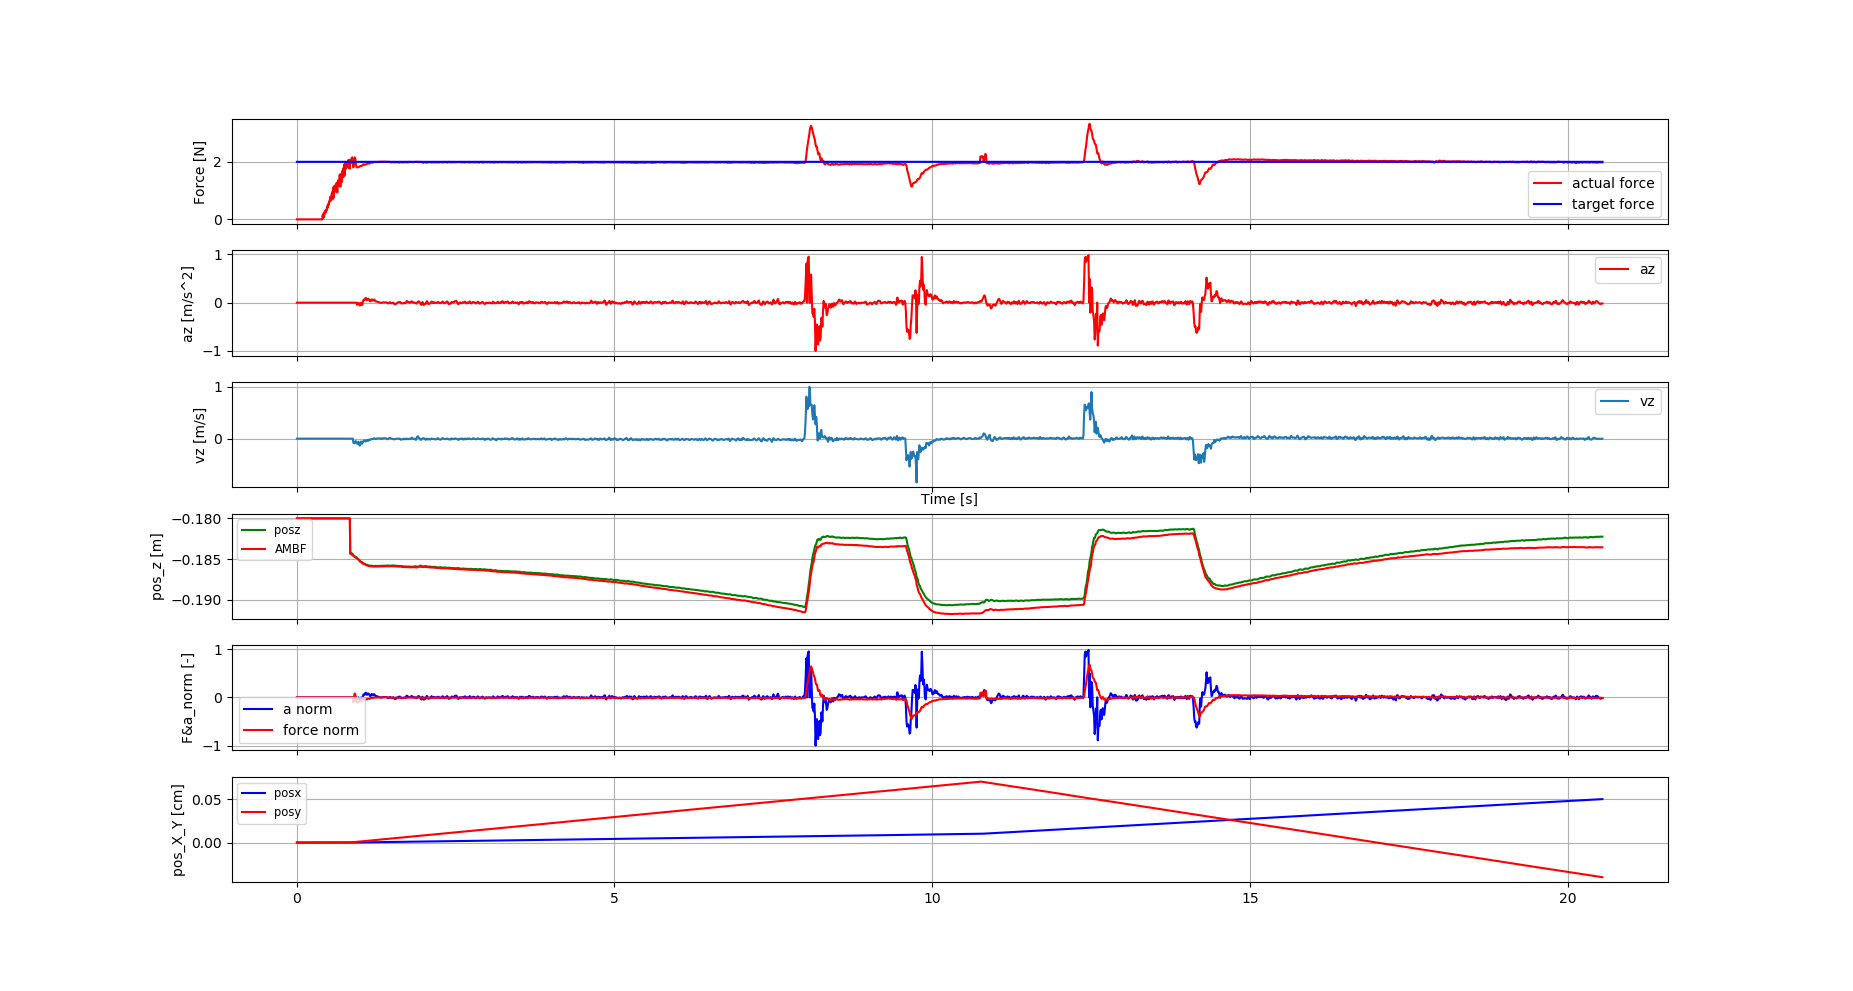 Force [N]
2
0
actual force
target force
az [m/s^2]
1
0
−1
az
vz [m/s]
1
0
vz
Time [s]
pos_z [m]
−0.180
−0.185
−0.190
posz
AMBF
F&a_norm [-]
1
0
−1
a norm
force norm
pos_X_Y [cm]
0.05
0.00
posx
posy
0 5 10 15 20